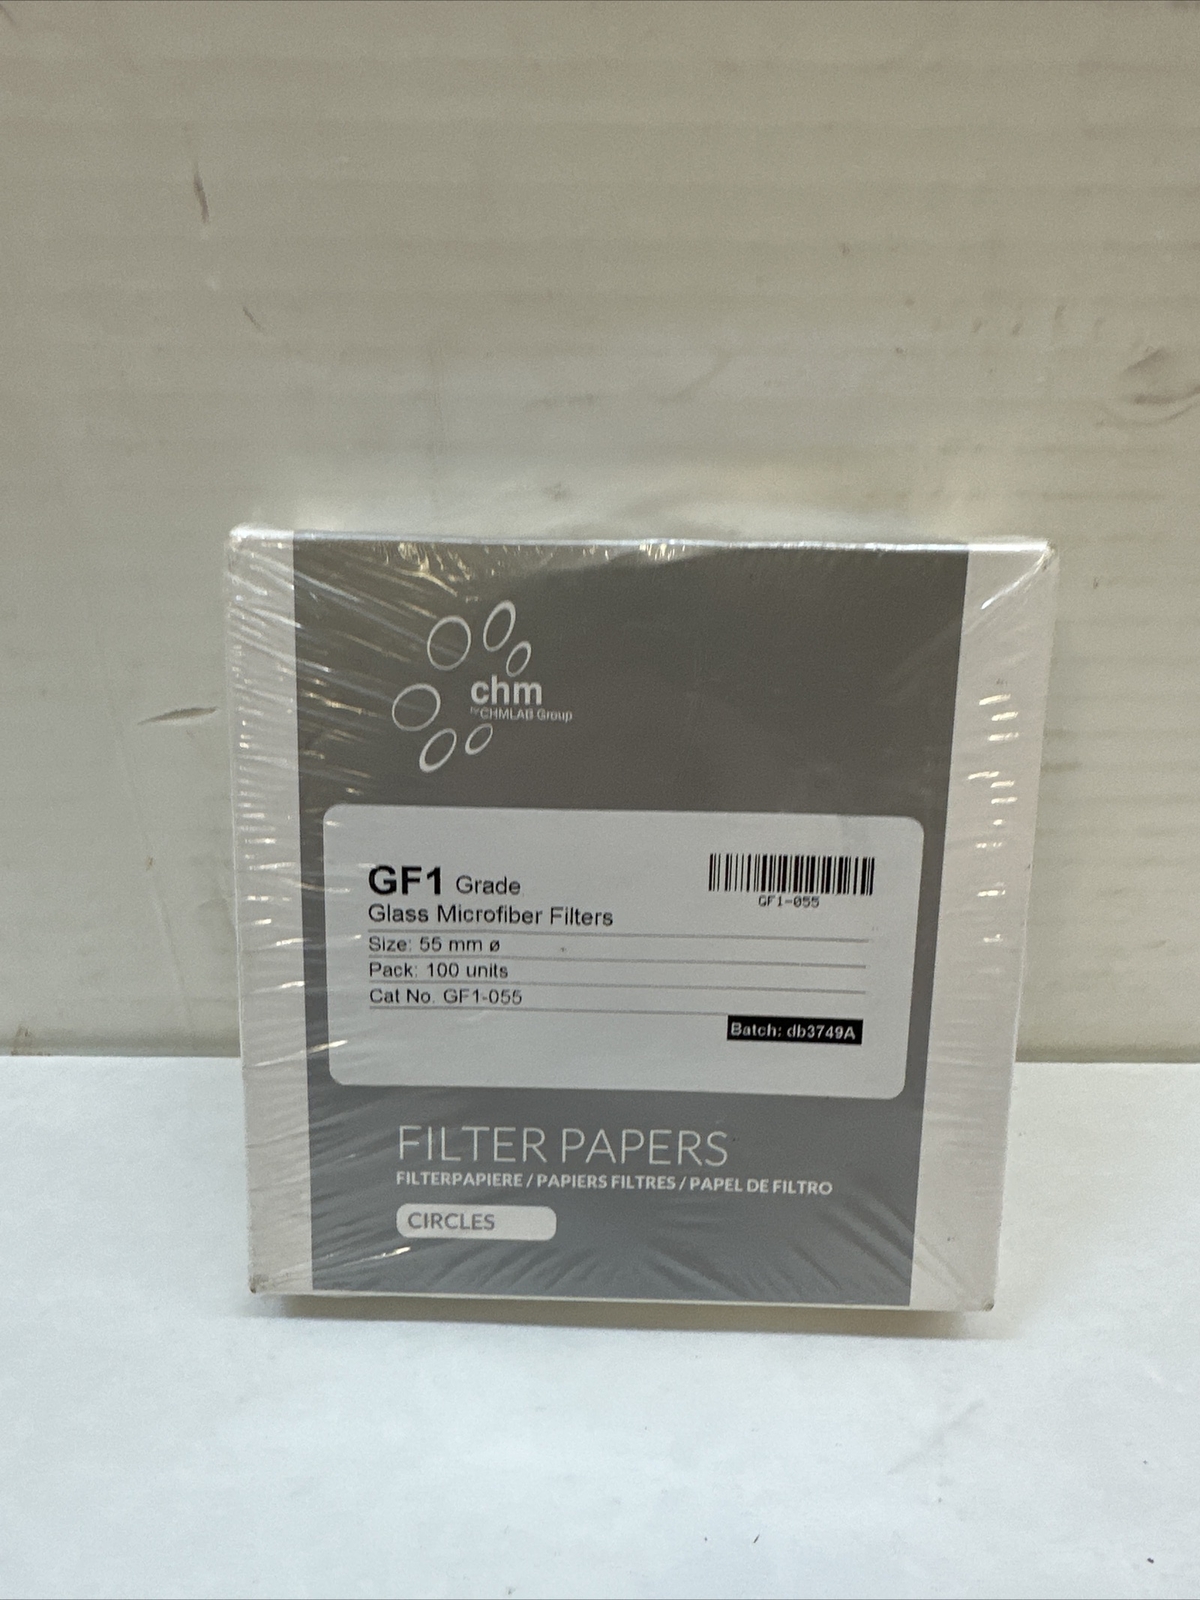 chm
by CHMLAB Group
GF1 Grade
GF1-055
Glass Microfiber Filters
Size: 55 mm ø
Pack: 100 units
Cat No. GF1-055
Batch: db3749A
FILTER PAPERS
FILTERPAPIERE / PAPIERS FILTRES / PAPEL DE FILTRO
CIRCLES